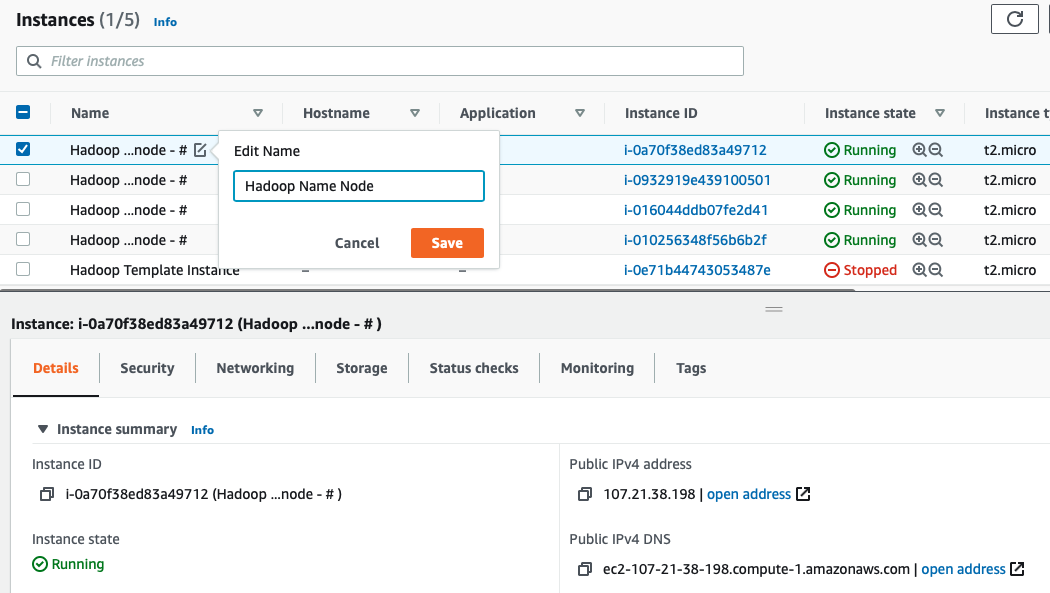 Instances (1/5) Info
Filter instances
Name Hostname Application Instance ID Instance state Instance t
Hadoop ...node - # i-0a70f38ed83a49712 Running t2.micro
Edit Name
Hadoop ...node - # i-0932919e439100501 Running t2.micro
Hadoop Name Node
Hadoop ...node - # i-016044ddb07fe2d41 Running t2.micro
Hadoop ...node - # i-010256348f56b6b2f Running t2.micro
Cancel Save
Hadoop Template Instance – – i-0e71b44743053487e Stopped t2.micro
Instance: i-0a70f38ed83a49712 (Hadoop ...node - # )
Details Security Networking Storage Status checks Monitoring Tags
Instance summary Info
Instance ID Public IPv4 address
i-0a70f38ed83a49712 (Hadoop ...node - # ) 107.21.38.198 | open address
Instance state Public IPv4 DNS
Running ec2-107-21-38-198.compute-1.amazonaws.com | open address